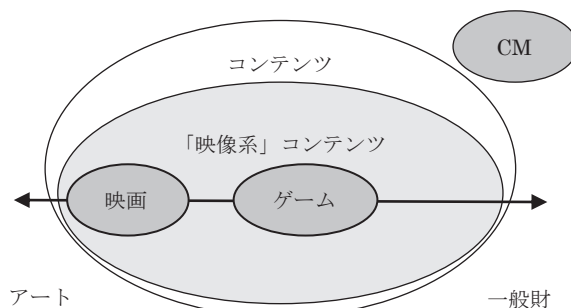 CM
コンテンツ
「映像系」コンテンツ
映画
ゲーム
アート
一般財